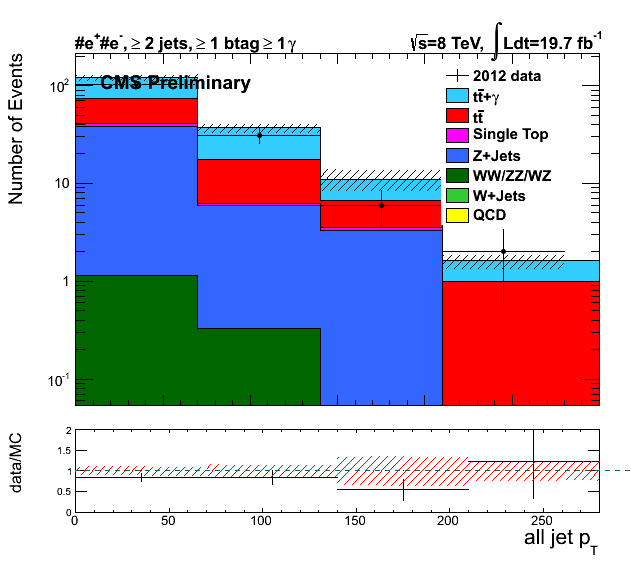 #e⁺#e⁻, ≥ 2 jets, ≥ 1 btag ≥ 1 γ √s=8 TeV, ∫Ldt=19.7 fb⁻¹
CMS Preliminary
2012 data
tt̄+γ
tt̄
Single Top
Z+Jets
WW/ZZ/WZ
W+Jets
QCD
Number of Events
10²
10
1
10⁻¹
data/MC
2
1.5
1
0.5
0
0 50 100 150 200 250
all jet p_T